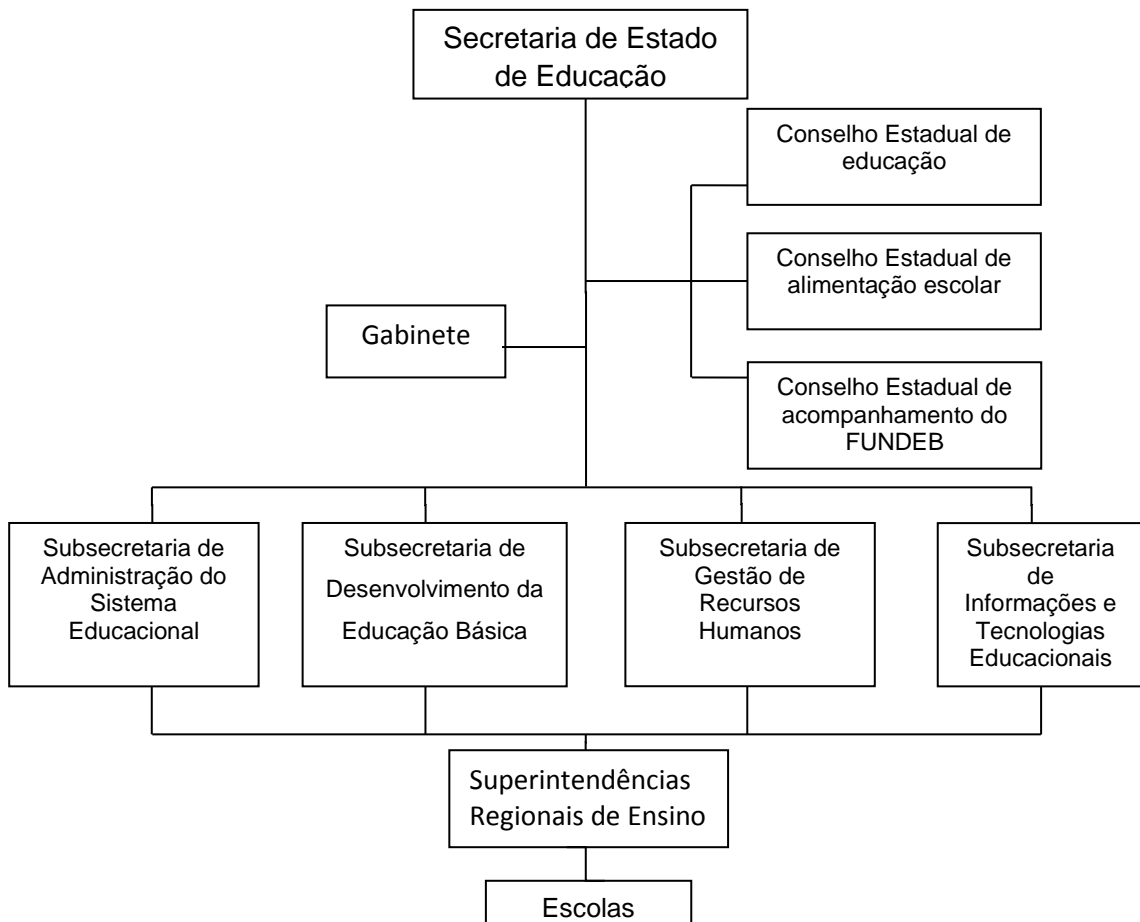 Secretaria de Estado
de Educação
Conselho Estadual de
educação
Conselho Estadual de
alimentação escolar
Gabinete
Conselho Estadual de
acompanhamento do
FUNDEB
Subsecretaria de
Administração do
Sistema
Educacional
Subsecretaria de
Desenvolvimento da
Educação Básica
Subsecretaria de
Gestão de
Recursos
Humanos
Subsecretaria
de
Informações e
Tecnologias
Educacionais
Superintendências
Regionais de Ensino
Escolas